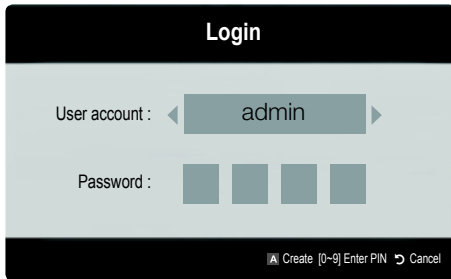 Login
User account :
admin
Password :
A Create [0~9] Enter PIN Cancel